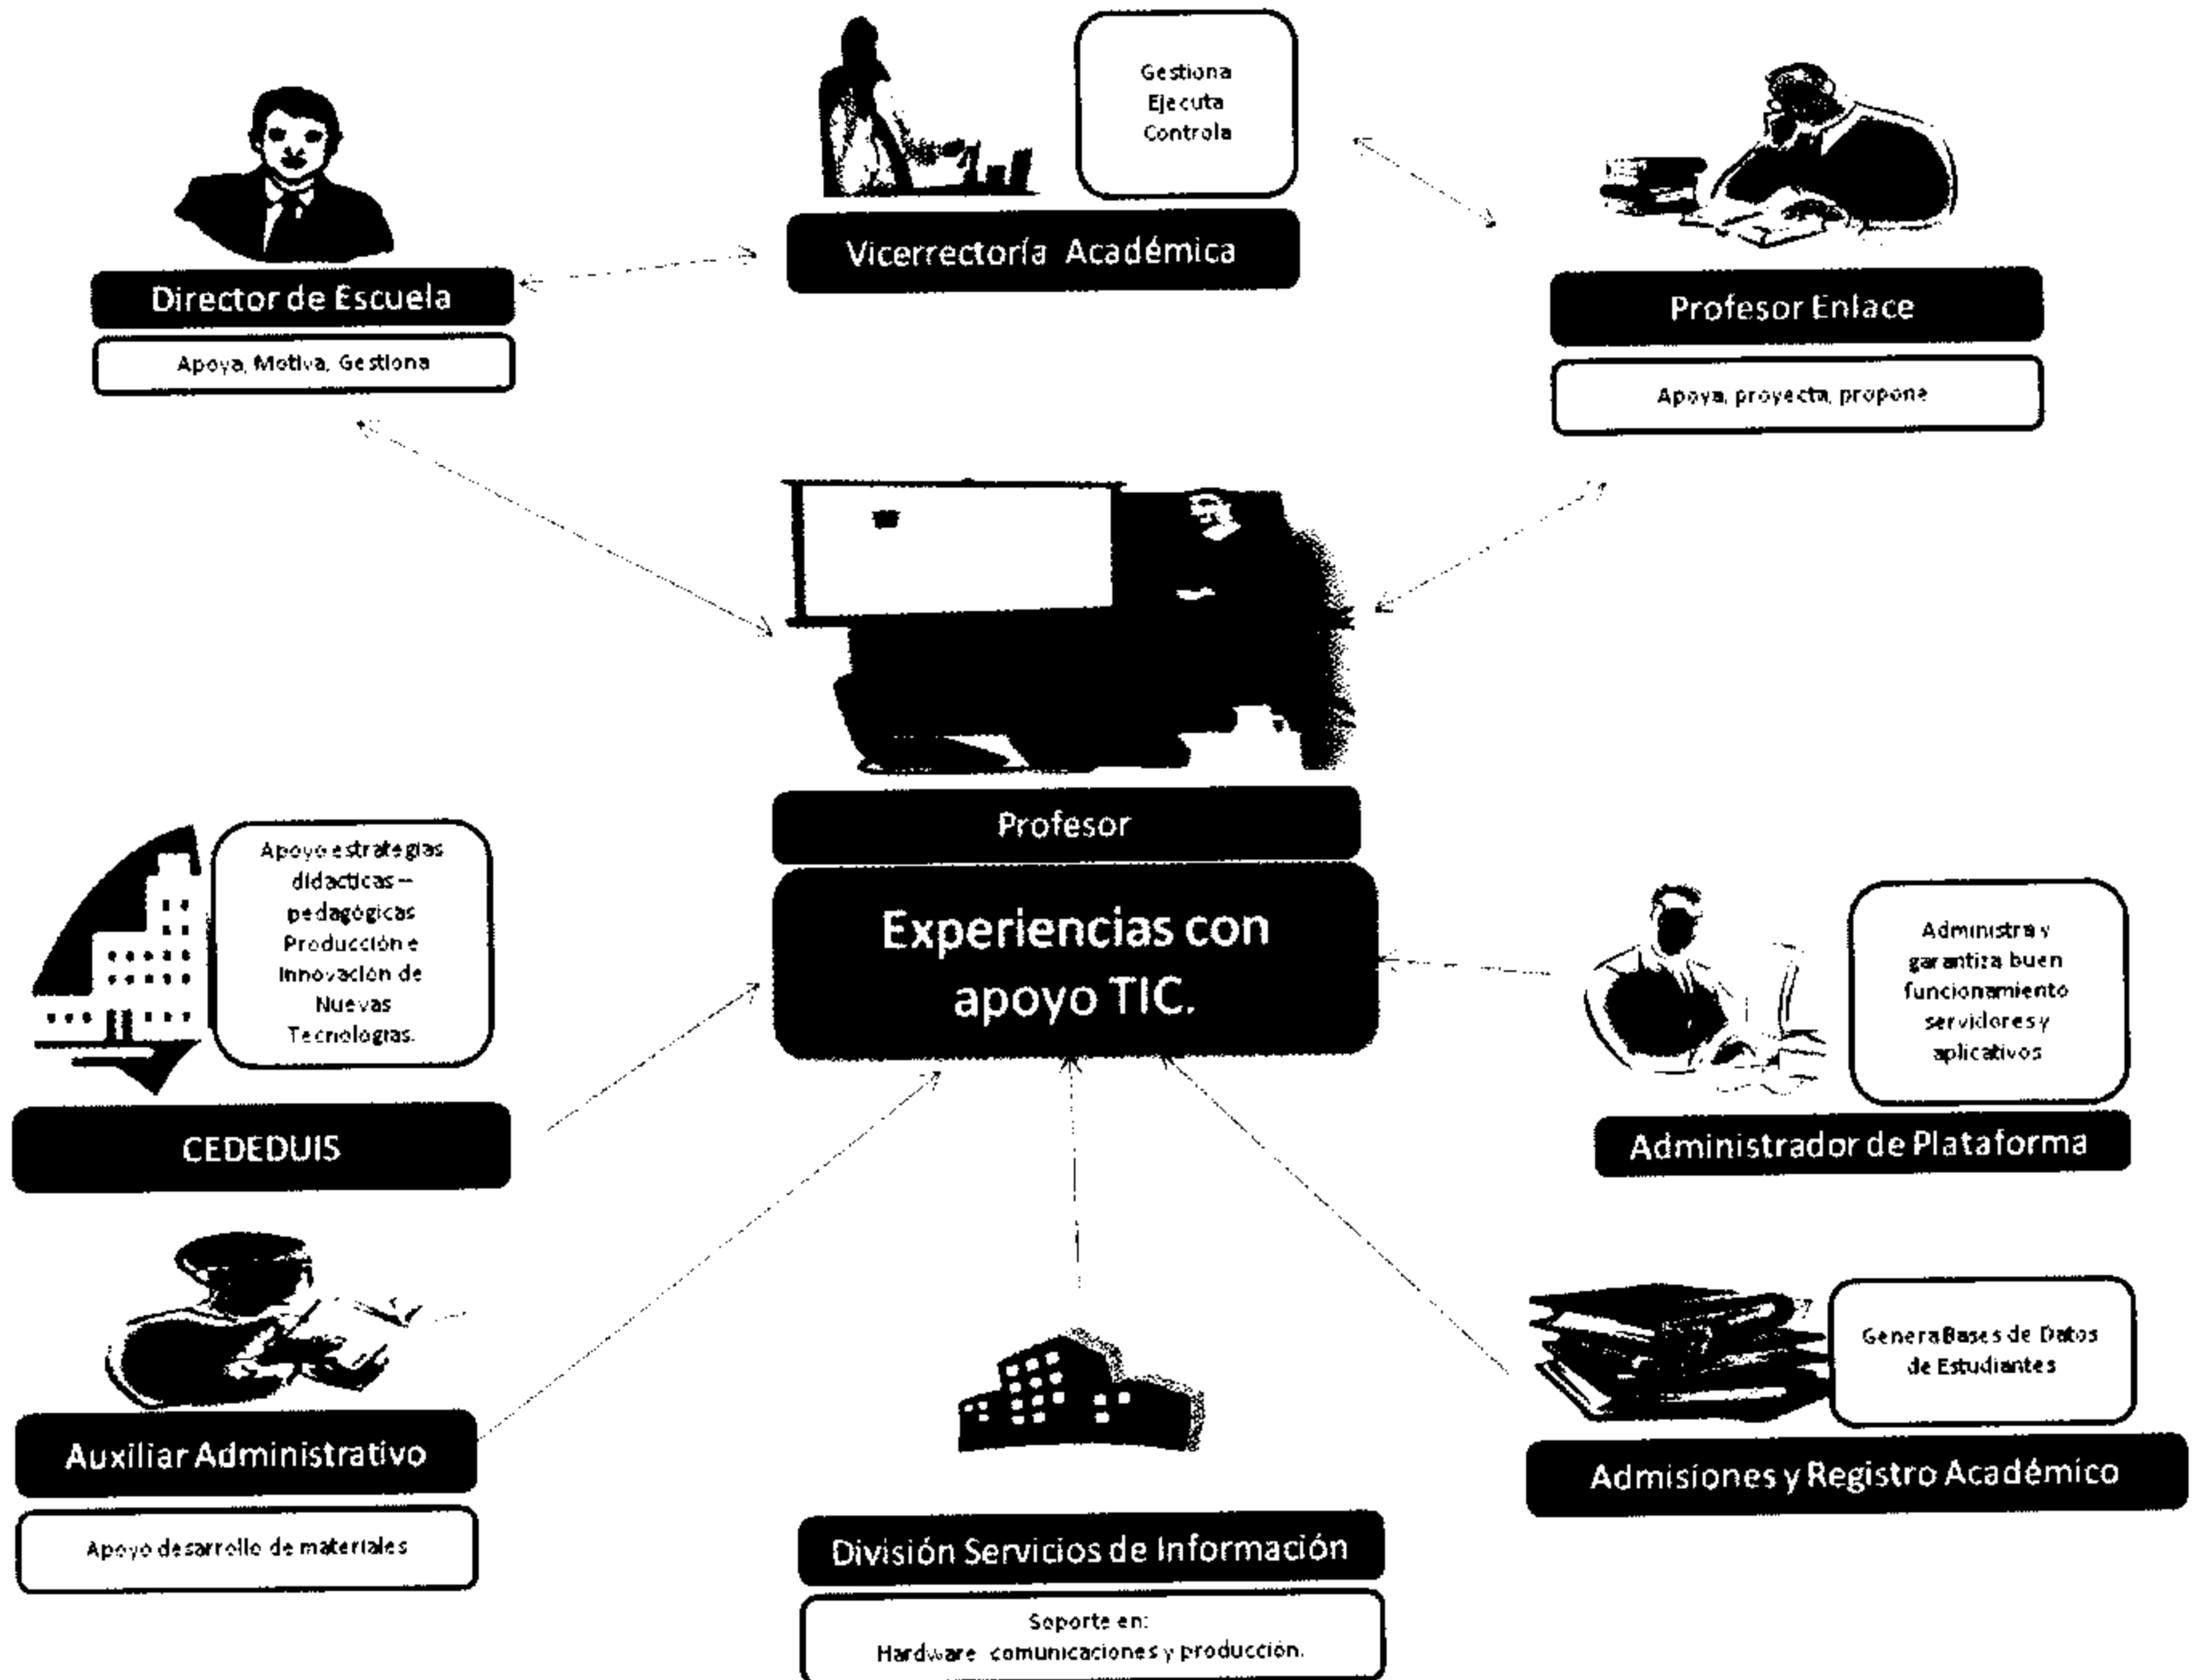 Gestiona
Ejecuta
Controla
Vicerrectoría Académica
Director de Escuela
Apoya, Motiva, Gestiona
Profesor Enlace
Apoya, proyecta, propone
Profesor
Experiencias con
apoyo TIC.
Apoyo estrategias
didacticas –
pedagógicas
Producción e
Innovación de
Nuevas
Tecnologías.
CEDEDUIS
Administra y
garantiza buen
funcionamiento
servidores y
aplicativos
Administrador de Plataforma
Auxiliar Administrativo
Apoyo desarrollo de materiales
Genera Bases de Datos
de Estudiantes
Admisiones y Registro Académico
División Servicios de Información
Soporte en:
Hardware comunicaciones y producción.